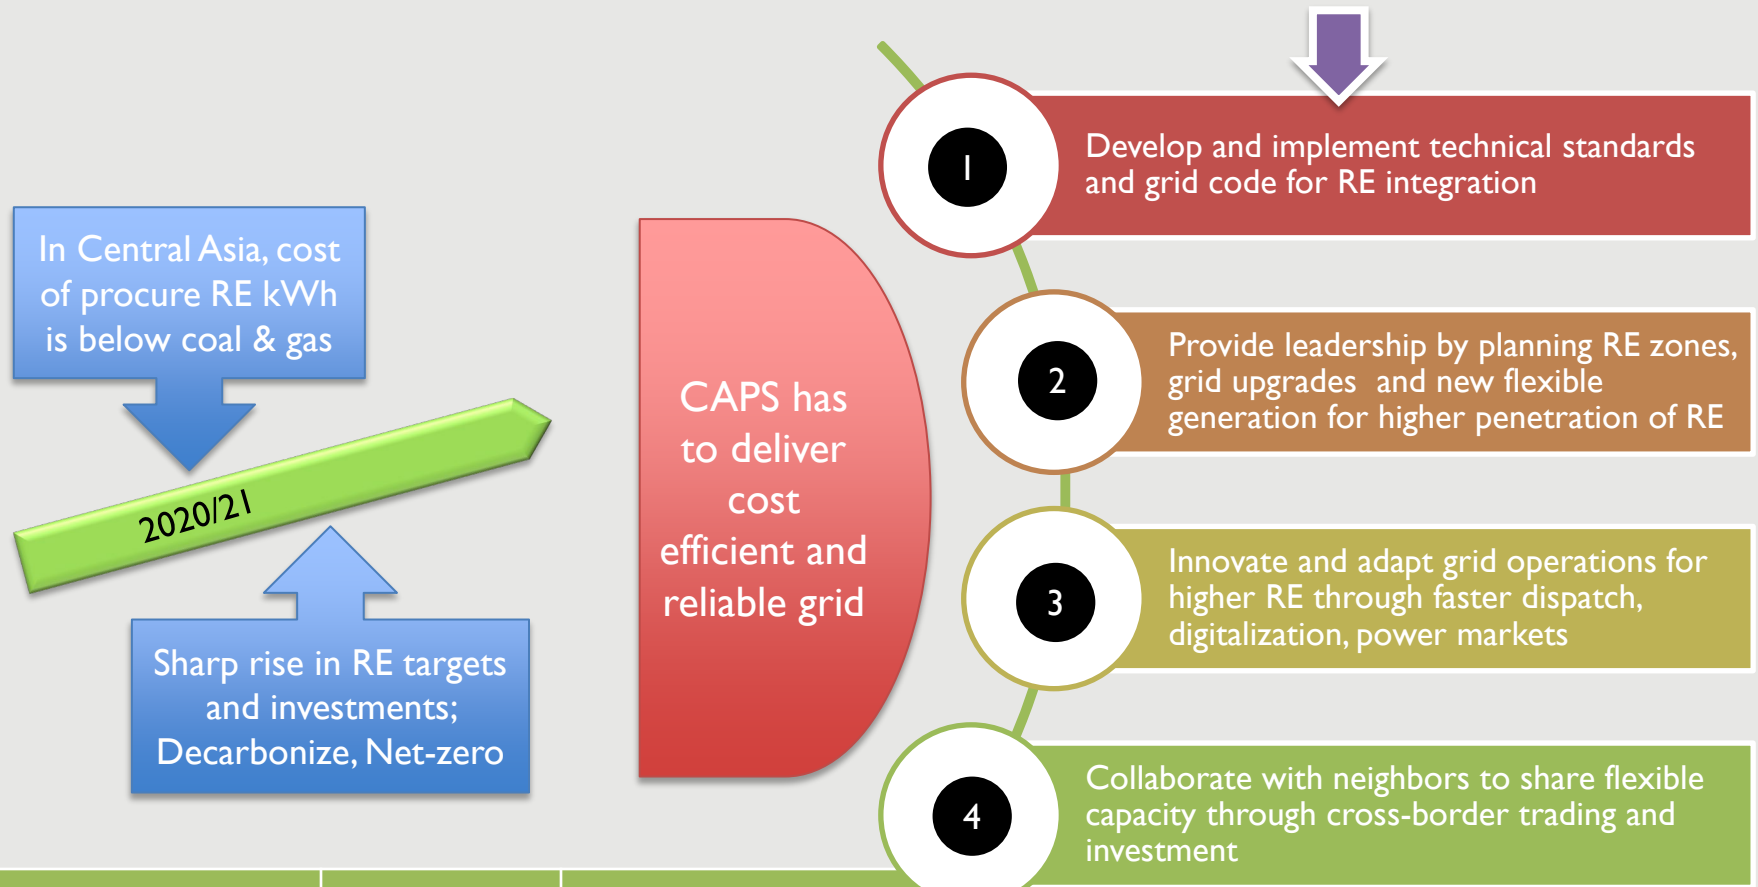 In Central Asia, cost
of procure RE kWh
is below coal & gas
2020/21
Sharp rise in RE targets
and investments;
Decarbonize, Net-zero
CAPS has
to deliver
cost
efficient and
reliable grid
1
Develop and implement technical standards
and grid code for RE integration
2
Provide leadership by planning RE zones,
grid upgrades and new flexible
generation for higher penetration of RE
3
Innovate and adapt grid operations for
higher RE through faster dispatch,
digitalization, power markets
4
Collaborate with neighbors to share flexible
capacity through cross-border trading and
investment